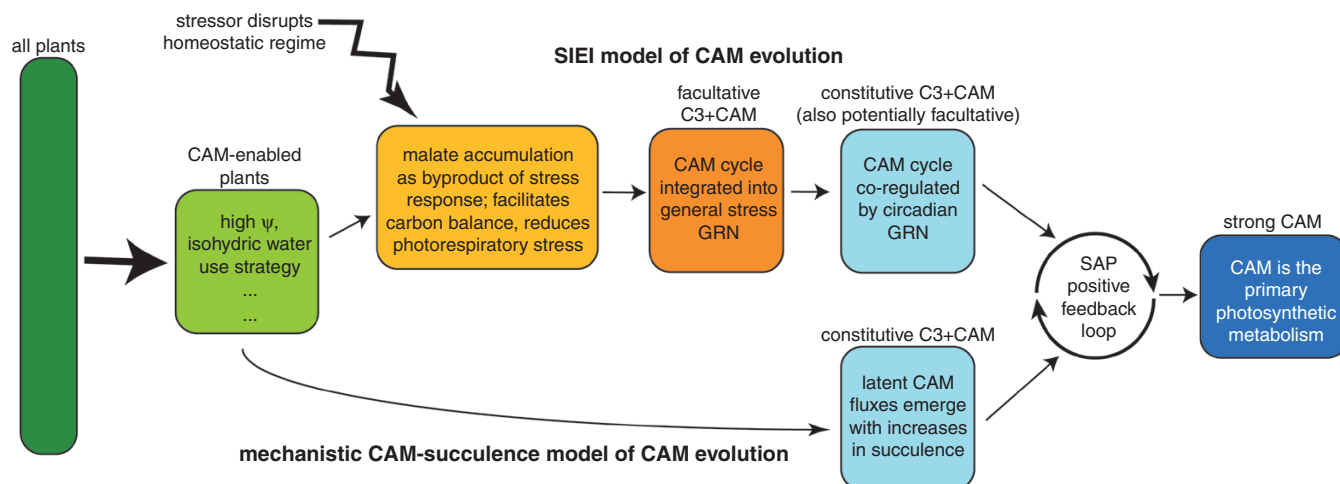 all plants
stressor disrupts
homeostatic regime
SIEI model of CAM evolution
CAM-enabled
plants
high ψ,
isohydric water
use strategy
...
...
malate accumulation
as byproduct of stress
response; facilitates
carbon balance, reduces
photorespiratory stress
facultative
C3+CAM
CAM cycle
integrated into
general stress
GRN
constitutive C3+CAM
(also potentially facultative)
CAM cycle
co-regulated
by circadian
GRN
SAP
positive
feedback
loop
strong CAM
CAM is the
primary
photosynthetic
metabolism
constitutive C3+CAM
latent CAM
fluxes emerge
with increases
in succulence
mechanistic CAM-succulence model of CAM evolution